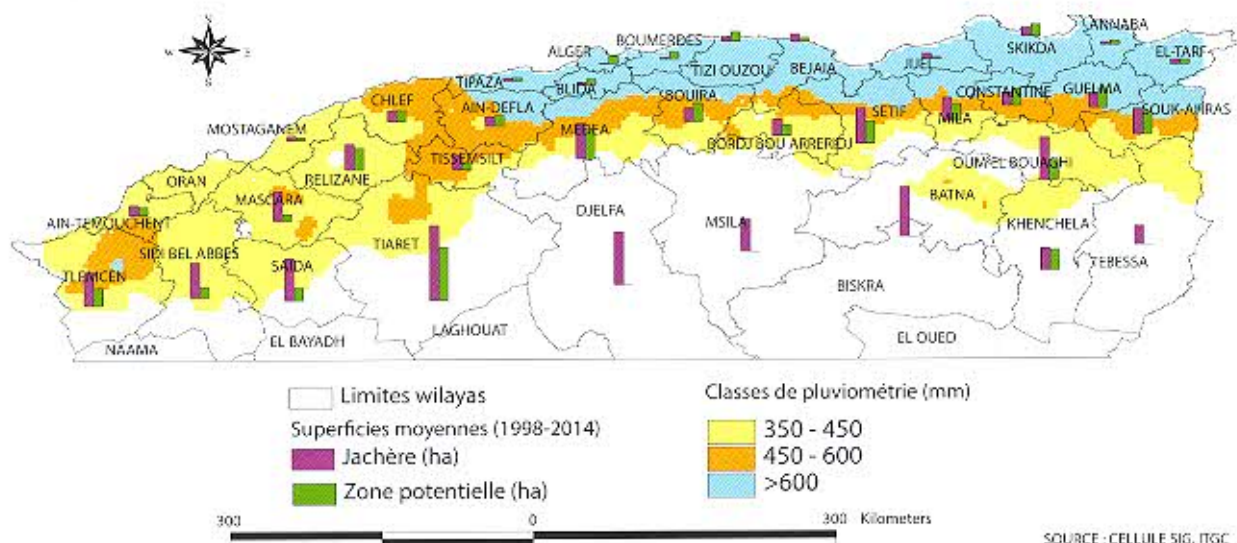 N
W E
S
ANNABA
BOUMERDES
SKIKDA
ALGER
EL-TARF
JIJEL
TIZI OUZOU
BEJAIA
TIPAZA
BLIDA
GUELMA
CHLEF
BOUIRA
CONSTANTINE
AIN-DEFLA
SETIF
MILA
SOUK-AHRAS
MOSTAGANEM
MEDEA
BORDJ BOU ARRERIDJ
TISSEMSILT
OUM EL BOUAGHI
ORAN
RELIZANE
MASCARA
BATNA
DJELFA
MSILA
AIN-TEMOUCHENT
KHENCHELA
SIDI BEL ABBES
TIARET
SAIDA
TEBESSA
TLEMCEN
BISKRA
LAGHOUAT
EL OUED
NAAMA
EL BAYADH
Limites wilayas
Superficies moyennes (1998-2014)
Jachère (ha)
Zone potentielle (ha)
Classes de pluviométrie (mm)
350 - 450
450 - 600
>600
300 0 300 Kilometers
SOURCE : CELLULE SIG, ITGC